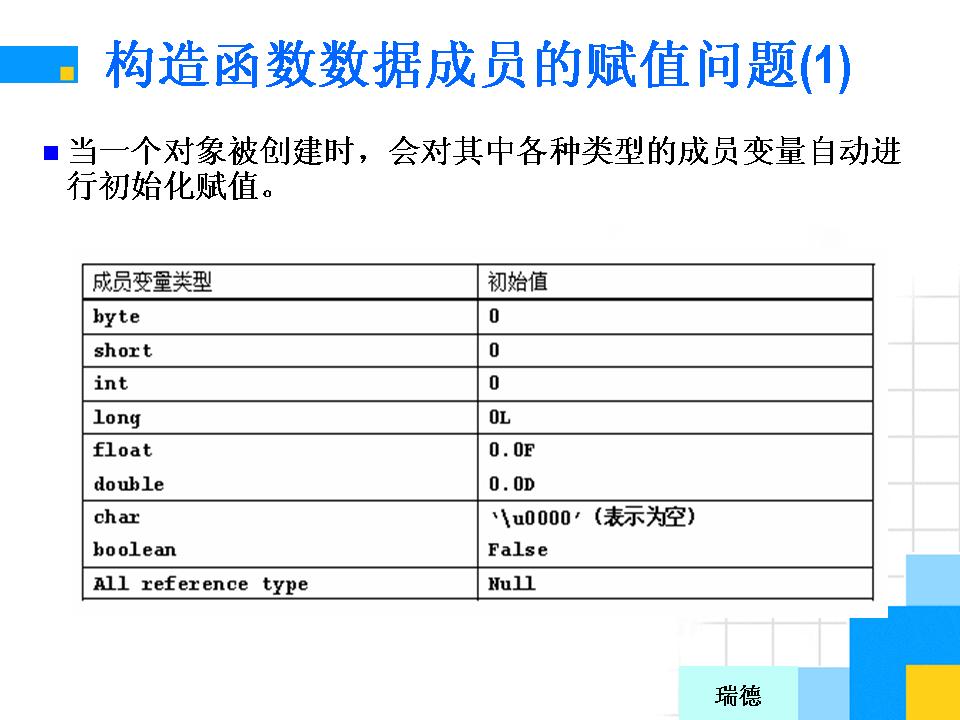 构造函数数据成员的赋值问题(1)
当一个对象被创建时，会对其中各种类型的成员变量自动进
行初始化赋值。
成员变量类型 初始值
byte 0
short 0
int 0
long 0L
float 0.0F
double 0.0D
char '\u0000'（表示为空）
boolean False
All reference type Null
瑞德